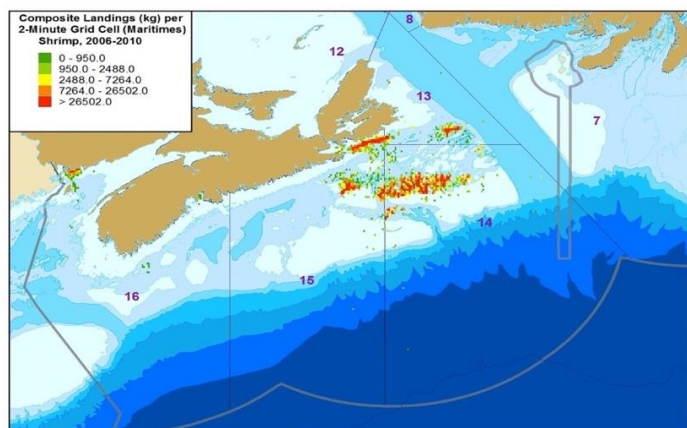 Composite Landings (kg) per
2-Minute Grid Cell (Maritimes)
Shrimp, 2006-2010
0 - 950.0
950.0 - 2488.0
2488.0 - 7264.0
7264.0 - 26502.0
> 26502.0
8
12
13
7
14
15
16